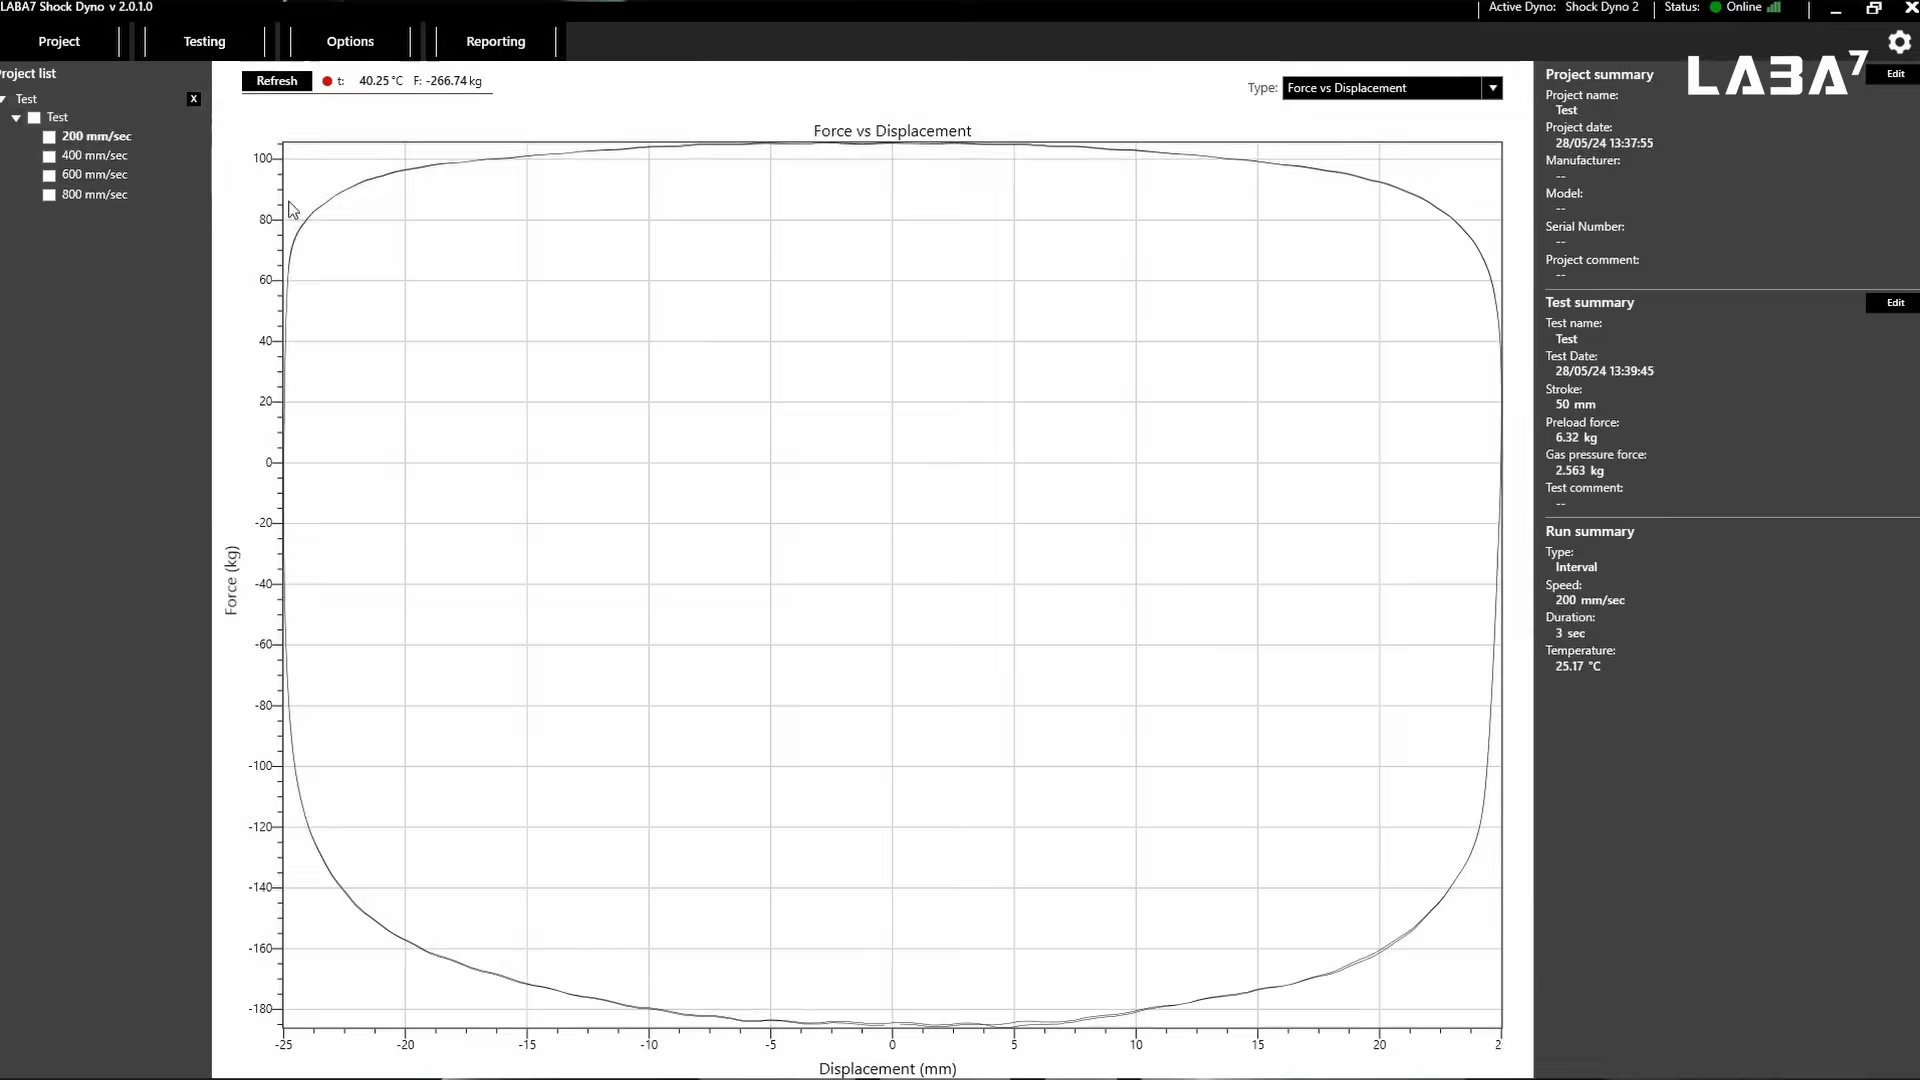 LABA7 Shock Dyno v 2.0.1.0
Active Dyno: Shock Dyno 2 Status: Online
Project Testing Options Reporting
LABA7
Project list
Test X
Test
200 mm/sec
400 mm/sec
600 mm/sec
800 mm/sec
Refresh t: 40.25 °C F: -266.74 kg
Type: Force vs Displacement
Force vs Displacement
100
80
60
40
20
0
-20
-40
-60
-80
-100
-120
-140
-160
-180
Force (kg)
-25 -20 -15 -10 -5 0 5 10 15 20 2
Displacement (mm)
Project summary Edit
Project name:
Test
Project date:
28/05/24 13:37:55
Manufacturer:
--
Model:
--
Serial Number:
--
Project comment:
--
Test summary Edit
Test name:
Test
Test Date:
28/05/24 13:39:45
Stroke:
50 mm
Preload force:
6.32 kg
Gas pressure force:
2.563 kg
Test comment:
--
Run summary
Type:
Interval
Speed:
200 mm/sec
Duration:
3 sec
Temperature:
25.17 °C